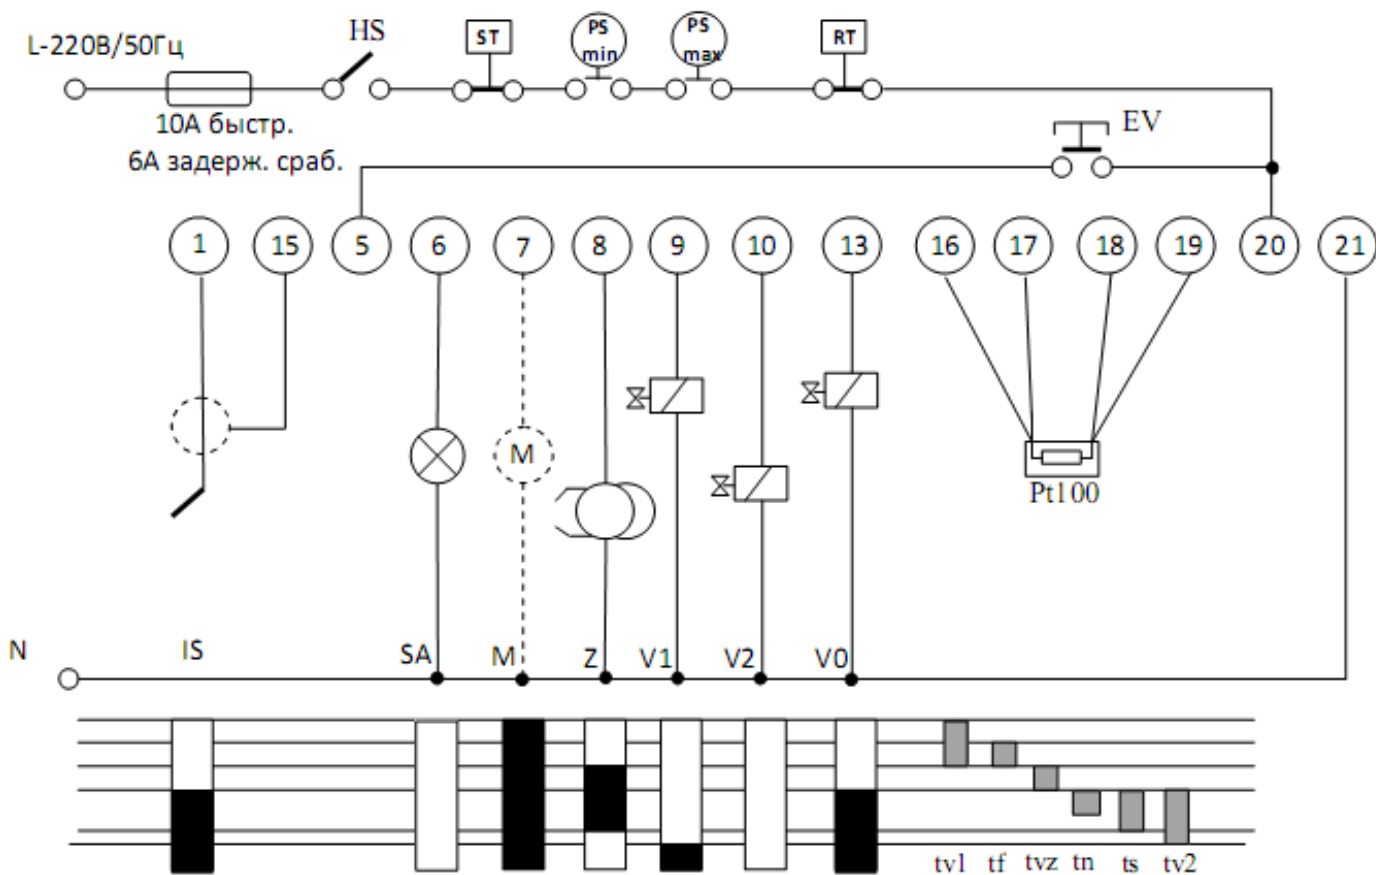 L-220В/50Гц
HS
ST
PS
min
PS
max
RT
10А быстр.
6А задерж. сраб.
EV
1
15
5
6
7
8
9
10
13
16
17
18
19
20
21
M
Pt100
N
IS
SA
M
Z
V1
V2
V0
tv1
tf
tvz
tn
ts
tv2